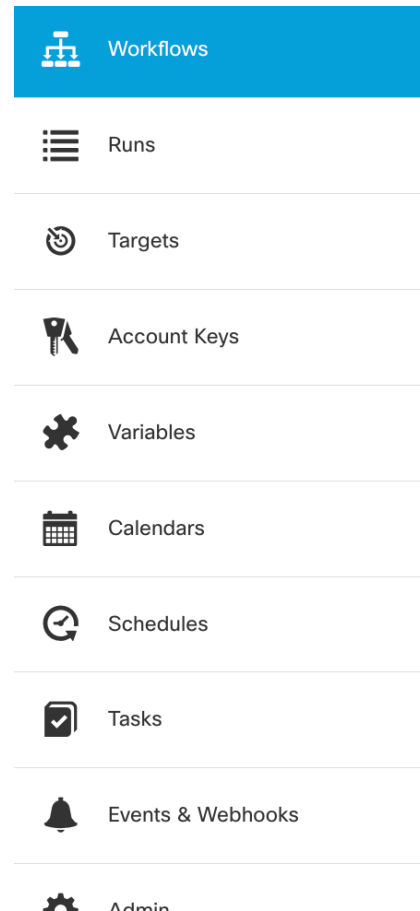 Workflows
Runs
Targets
Account Keys
Variables
Calendars
Schedules
Tasks
Events & Webhooks
Admin